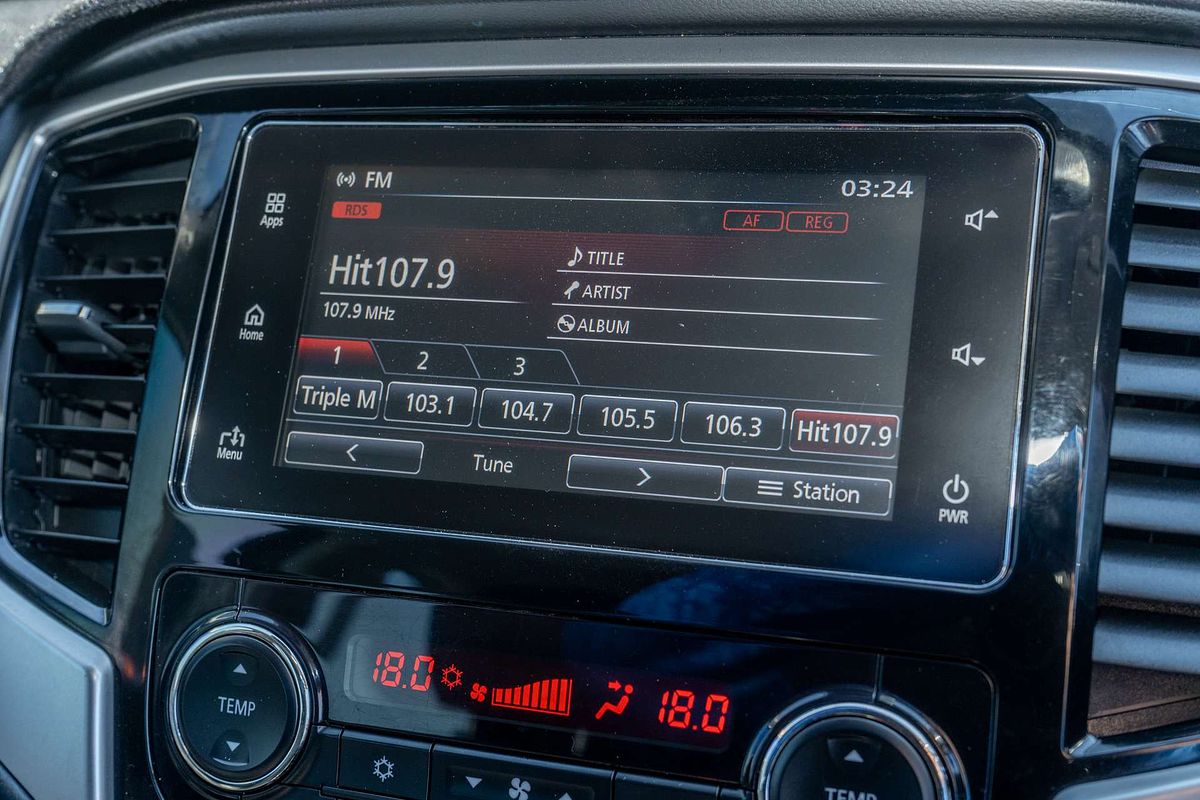 FM 03:24
Apps
RDS AF REG
Hit107.9
TITLE
107.9 MHz
ARTIST
Home
ALBUM
1 2 3
Triple M 103.1 104.7 105.5 106.3 Hit107.9
Menu
< Tune > Station
PWR
18.0 18.0
TEMP
TEMP